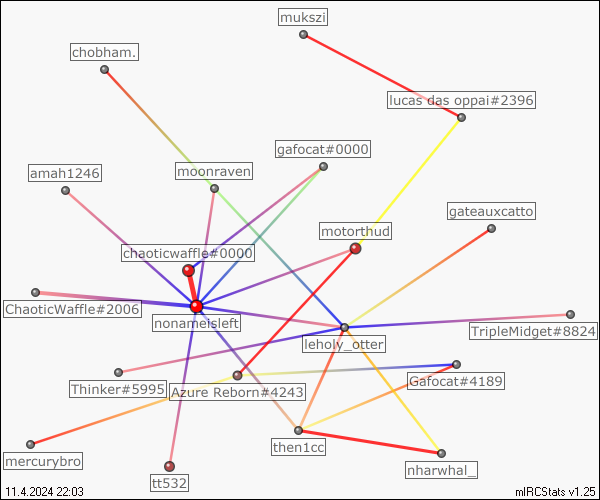 mukszi
chobham.
lucas das oppai#2396
gafocat#0000
moonraven
amah1246
gateauxcatto
motorthud
chaoticwaffle#0000
ChaoticWaffle#2006
nonameisleft
TripleMidget#8824
leholy_otter
Gafocat#4189
Thinker#5995
Azure Reborn#4243
then1cc
mercurybro
nharwhal_
tt532
11.4.2024 22:03
mIRCStats v1.25